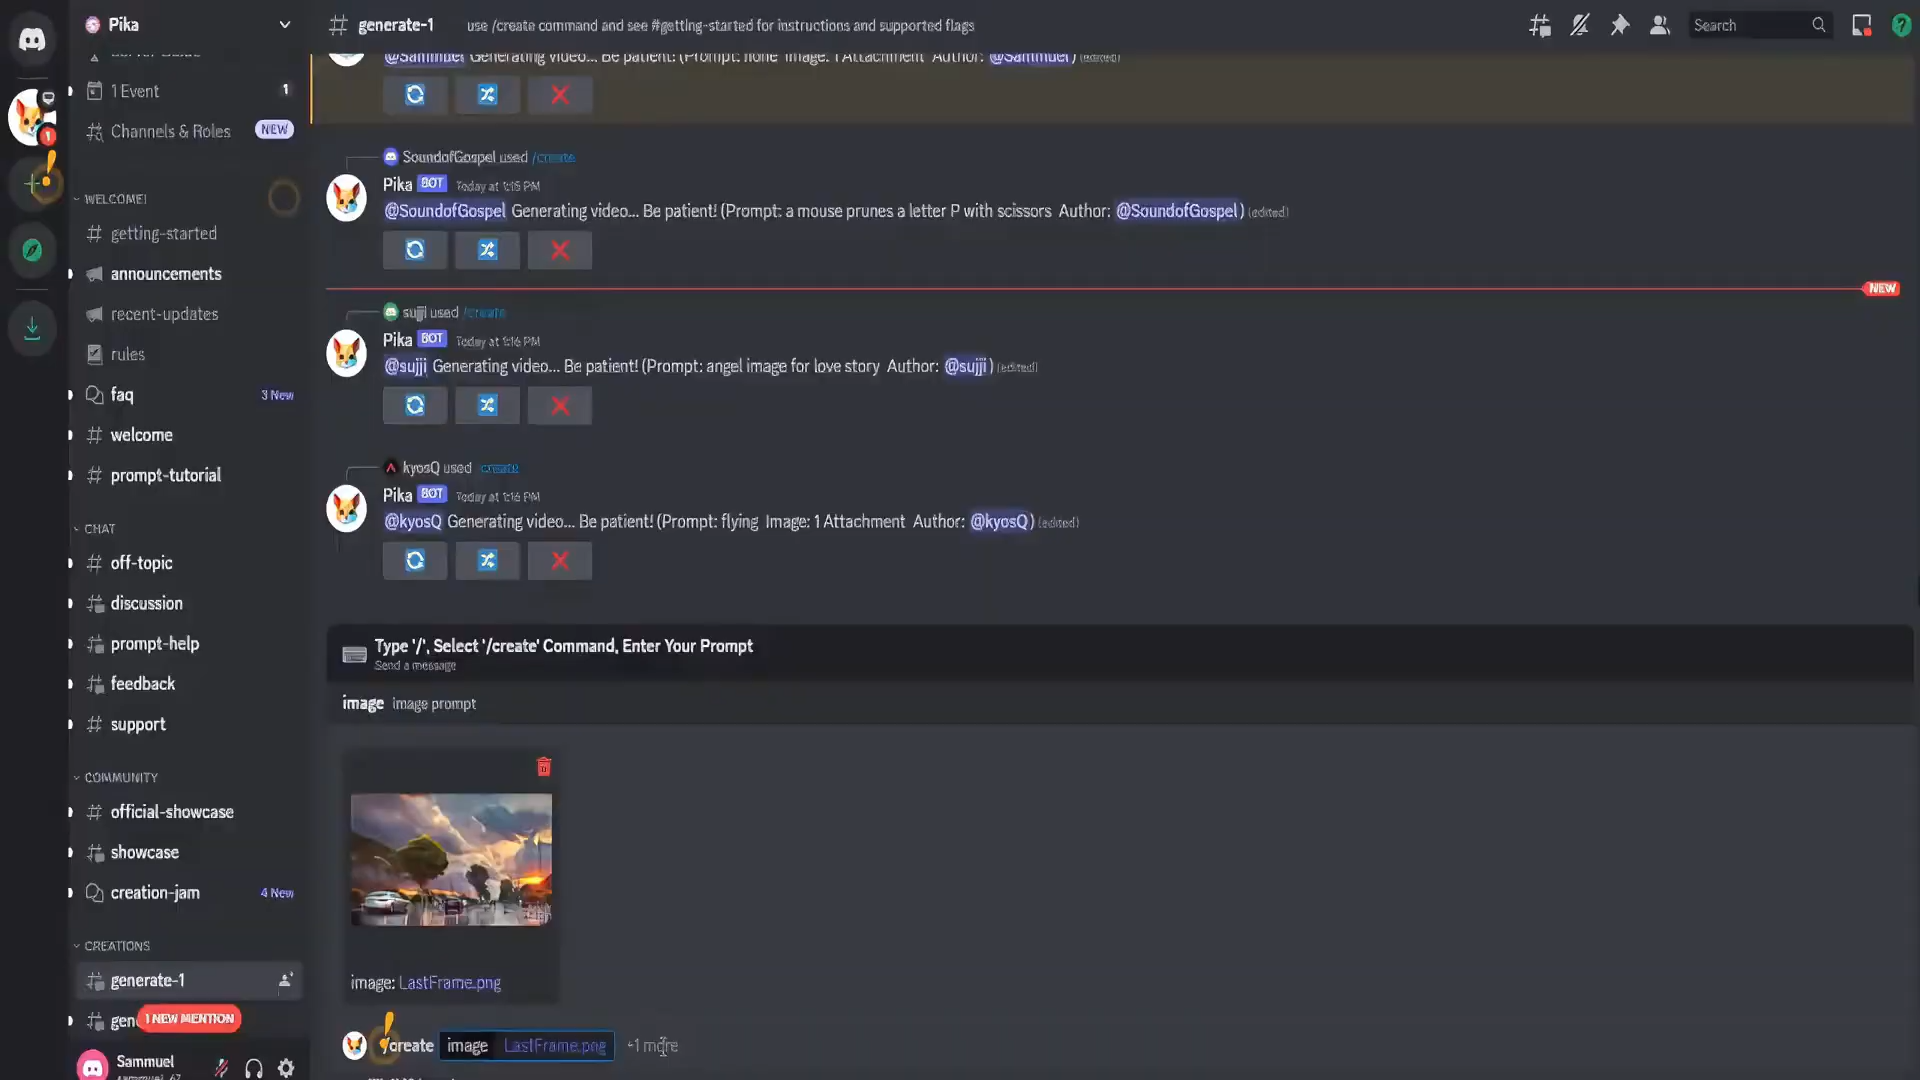 Pika
generate-1
use /create command and see #getting-started for instructions and supported flags
Search
1 Event
1
Channels & Roles
NEW
WELCOME!
getting-started
announcements
recent-updates
rules
faq
3 New
welcome
prompt-tutorial
CHAT
off-topic
discussion
prompt-help
feedback
support
COMMUNITY
official-showcase
showcase
creation-jam
4 New
CREATIONS
generate-1
gen
1 NEW MENTION
Sammuel
@Sammuel Generating video... Be patient! (Prompt: none Image: 1 Attachment Author: @Sammuel) (edited)
SoundofGospel used /create
Pika BOT Today at 1:15 PM
@SoundofGospel Generating video... Be patient! (Prompt: a mouse prunes a letter P with scissors Author: @SoundofGospel) (edited)
NEW
sujji used /create
Pika BOT Today at 1:16 PM
@sujji Generating video... Be patient! (Prompt: angel image for love story Author: @sujji) (edited)
kyosQ used create
Pika BOT Today at 1:16 PM
@kyosQ Generating video... Be patient! (Prompt: flying Image: 1 Attachment Author: @kyosQ) (edited)
Type '/', Select '/create' Command, Enter Your Prompt
Send a message
image image prompt
image: LastFrame.png
/create image LastFrame.png +1 more